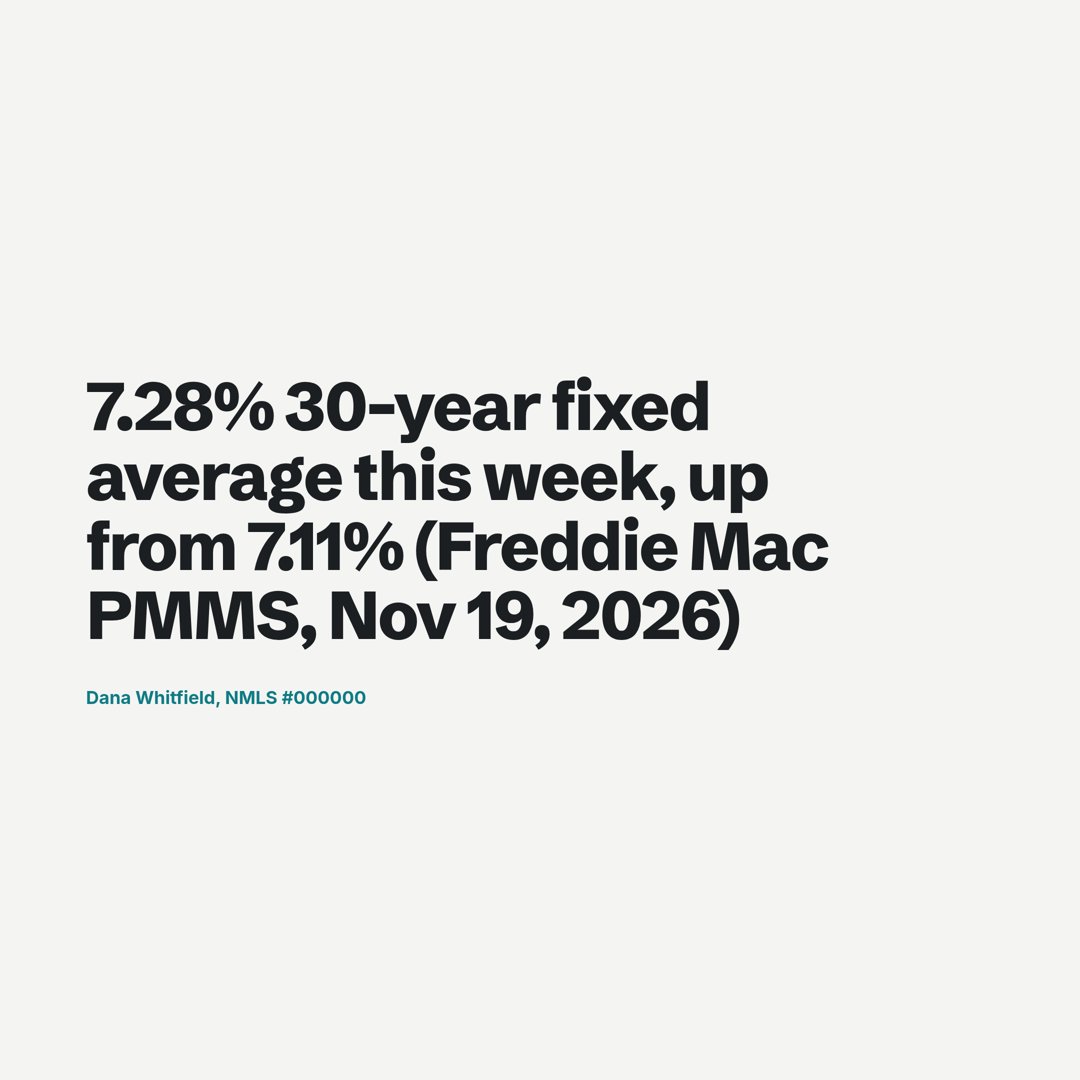 7.28% 30-year fixed
average this week, up
from 7.11% (Freddie Mac
PMMS, Nov 19, 2026)
Dana Whitfield, NMLS #000000